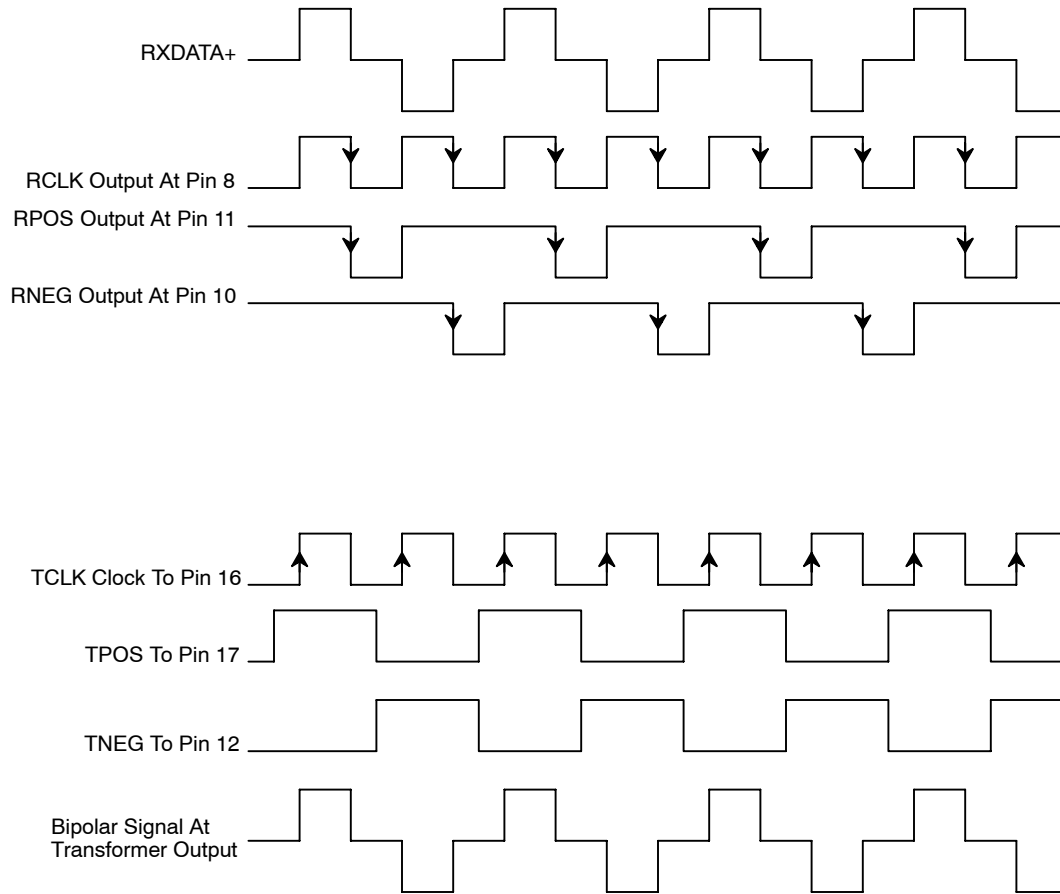 RXDATA+
RCLK Output At Pin 8
RPOS Output At Pin 11
RNEG Output At Pin 10
TCLK Clock To Pin 16
TPOS To Pin 17
TNEG To Pin 12
Bipolar Signal At
Transformer Output